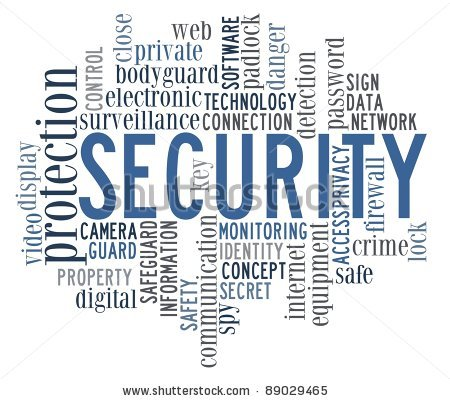 web
close
private
SOFTWARE
padlock
danger
bodyguard
CONTROL
electronic
TECHNOLOGY
detection
password
SIGN
DATA
surveillance
CONNECTION
NETWORK
protection
SECURITY
display
video
key
PRIVACY
ACCESS
firewall
lock
CAMERA
GUARD
SAFEGUARD
INFORMATION
communication
MONITORING
IDENTITY
CONCEPT
SECRET
internet
equipment
crime
safe
PROPERTY
digital
SAFETY
spy
shutterstock
www.shutterstock.com · 89029465